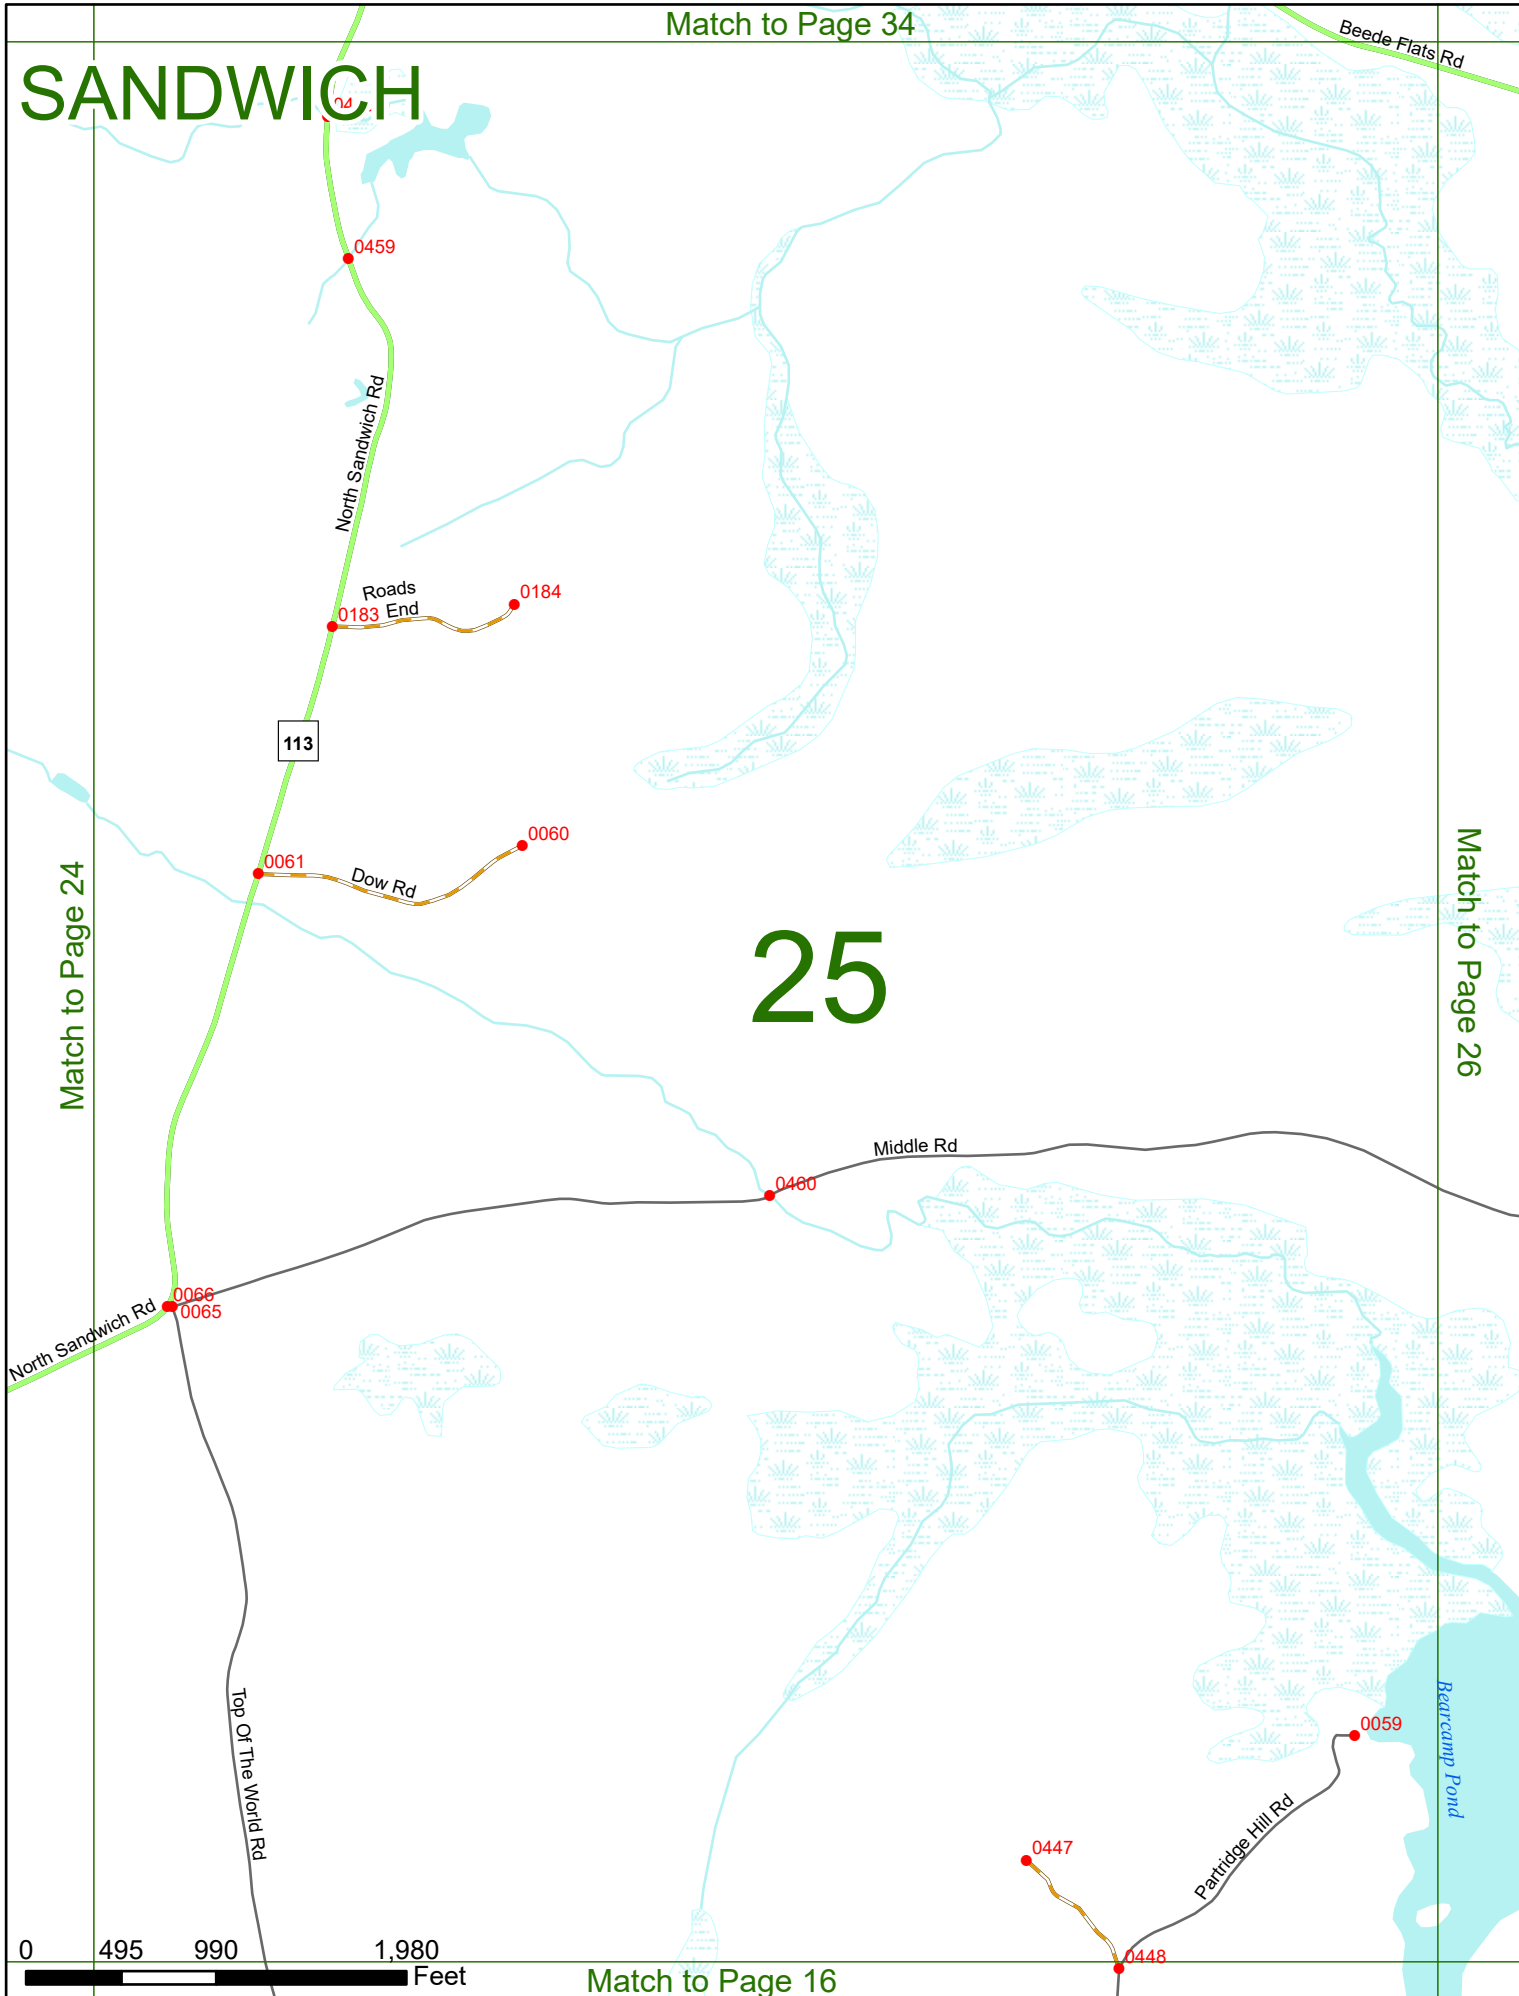 Match to Page 34
Beede Flats Rd
SANDWICH
0459
North Sandwich Rd
Roads
End
0183
0184
113
0060
0061
Dow Rd
Match to Page 24
25
Match to Page 26
Middle Rd
0460
0066
0065
North Sandwich Rd
Top Of The World Rd
Bearcamp Pond
0059
Partridge Hill Rd
0447
0448
0 495 990 1,980
Feet
Match to Page 16